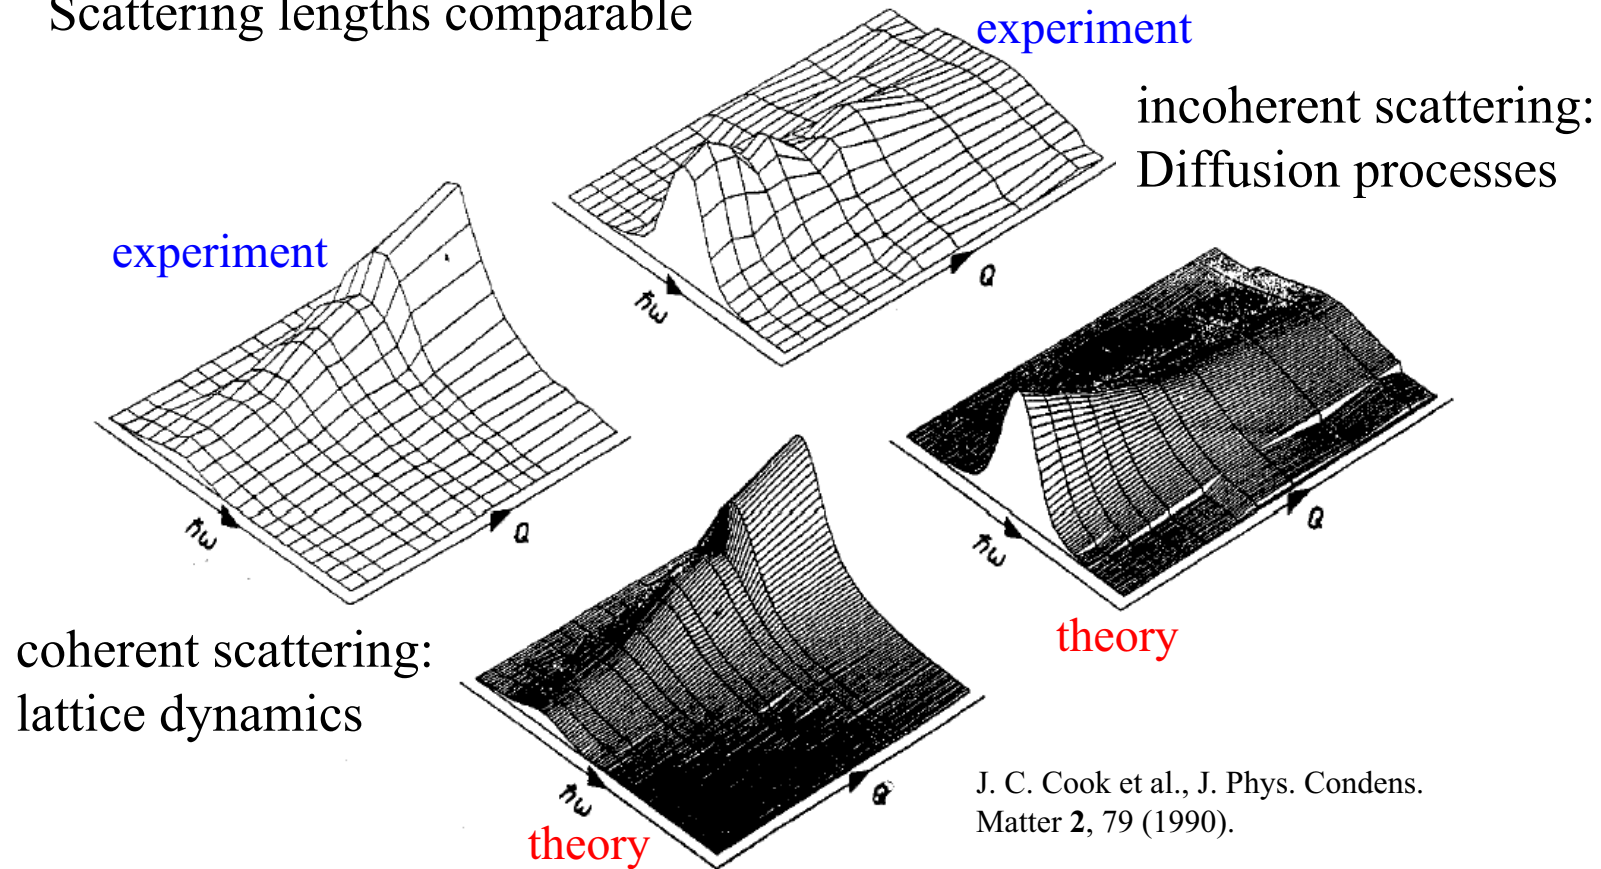 Scattering lengths comparable
experiment
incoherent scattering:
Diffusion processes
experiment
ħω
Q
ħω
Q
ħω
Q
theory
coherent scattering:
lattice dynamics
ħω
Q
theory
J. C. Cook et al., J. Phys. Condens.
Matter 2, 79 (1990).